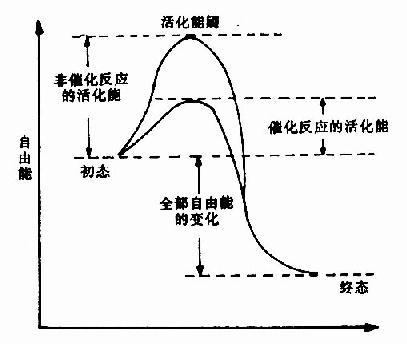 活化能阈
非催化反应
的活化能
催化反应的活化能
自由能
初态
全部自由能
的变化
终态